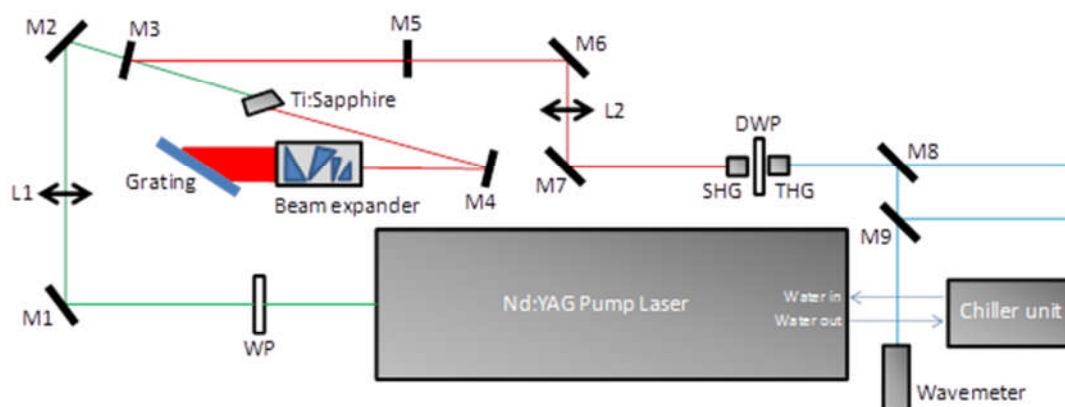 M2
M3
M5
M6
Ti:Sapphire
L2
DWP
M8
Grating
Beam expander
M4
M7
SHG
THG
L1
M9
Nd:YAG Pump Laser
Water in
Water out
Chiller unit
M1
WP
Wavemeter